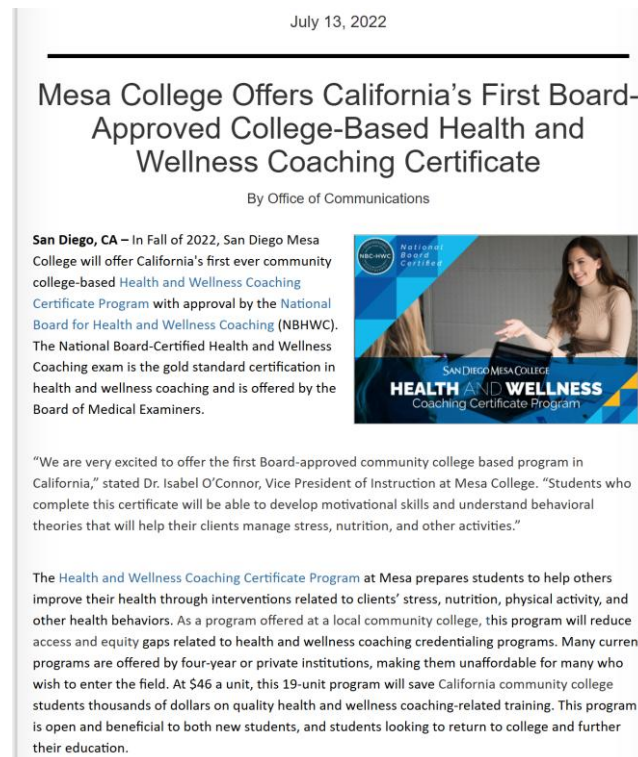 July 13, 2022
Mesa College Offers California’s First Board-
Approved College-Based Health and
Wellness Coaching Certificate
By Office of Communications
San Diego, CA – In Fall of 2022, San Diego Mesa
College will offer California's first ever community
college-based Health and Wellness Coaching
Certificate Program with approval by the National
Board for Health and Wellness Coaching (NBHWC).
The National Board-Certified Health and Wellness
Coaching exam is the gold standard certification in
health and wellness coaching and is offered by the
Board of Medical Examiners.
NBC-HWC
National
Board
Certified
SAN DIEGO MESA COLLEGE
HEALTH AND WELLNESS
Coaching Certificate Program
“We are very excited to offer the first Board-approved community college based program in
California,” stated Dr. Isabel O’Connor, Vice President of Instruction at Mesa College. “Students who
complete this certificate will be able to develop motivational skills and understand behavioral
theories that will help their clients manage stress, nutrition, and other activities.”
The Health and Wellness Coaching Certificate Program at Mesa prepares students to help others
improve their health through interventions related to clients’ stress, nutrition, physical activity, and
other health behaviors. As a program offered at a local community college, this program will reduce
access and equity gaps related to health and wellness coaching credentialing programs. Many curren
programs are offered by four-year or private institutions, making them unaffordable for many who
wish to enter the field. At $46 a unit, this 19-unit program will save California community college
students thousands of dollars on quality health and wellness coaching-related training. This program
is open and beneficial to both new students, and students looking to return to college and further
their education.